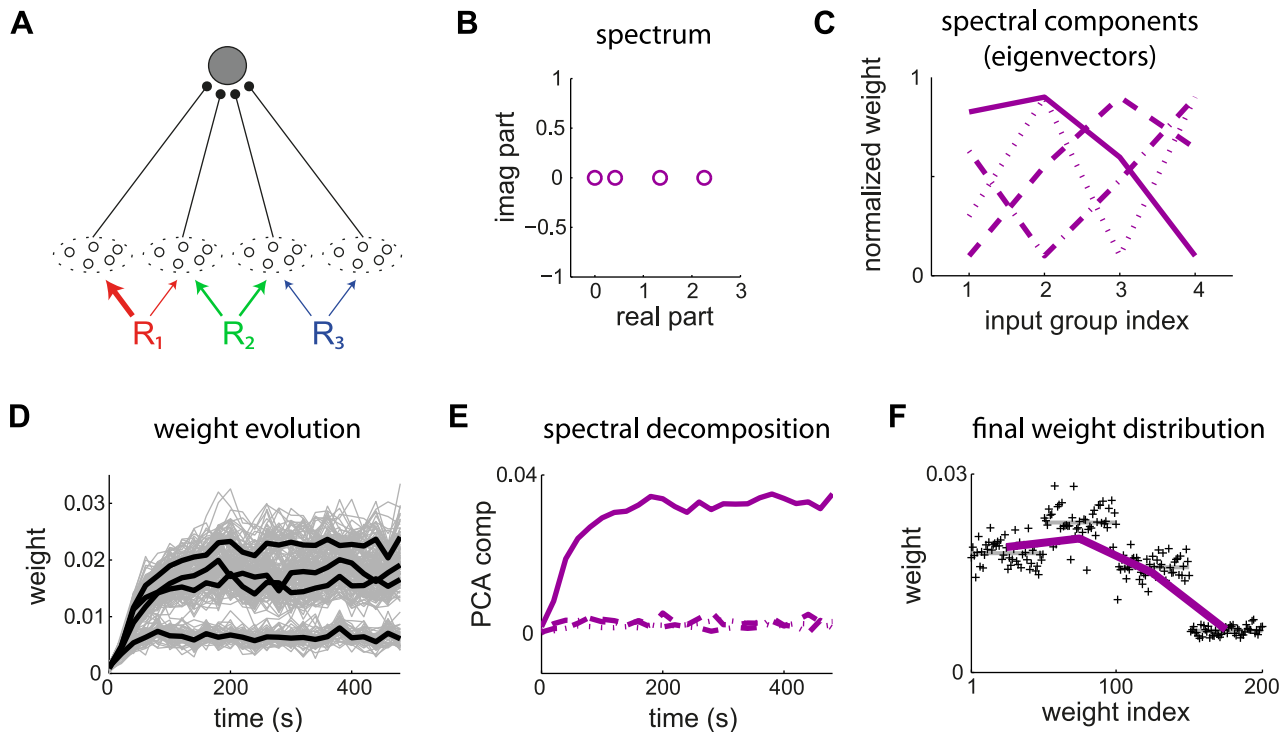 A
R1
R2
R3
B
spectrum
imag part
1
0.5
0
−0.5
−1
0 1 2 3
real part
C
spectral components
(eigenvectors)
normalized weight
1
0
1 2 3 4
input group index
D
weight evolution
weight
0.03
0.02
0.01
0
0 200 400
time (s)
E
spectral decomposition
PCA comp
0.04
0
0 200 400
time (s)
F
final weight distribution
weight
0.03
0
1 100 200
weight index